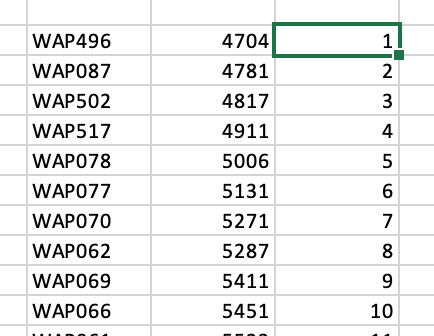 WAP496 4704 1
WAP087 4781 2
WAP502 4817 3
WAP517 4911 4
WAP078 5006 5
WAP077 5131 6
WAP070 5271 7
WAP062 5287 8
WAP069 5411 9
WAP066 5451 10